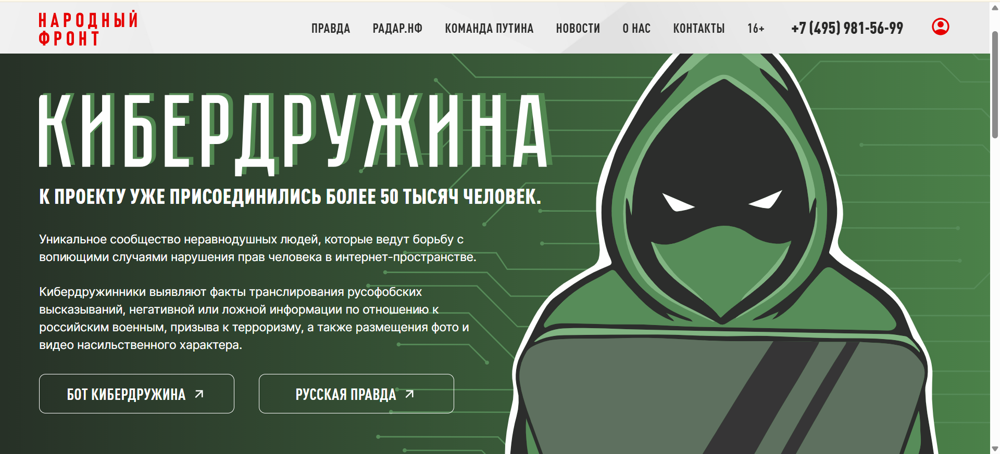 НАРОДНЫЙ
ФРОНТ
ПРАВДА РАДАР.НФ КОМАНДА ПУТИНА НОВОСТИ О НАС КОНТАКТЫ 16+ +7 (495) 981-56-99
КИБЕРДРУЖИНА
К ПРОЕКТУ УЖЕ ПРИСОЕДИНИЛИСЬ БОЛЕЕ 50 ТЫСЯЧ ЧЕЛОВЕК.
Уникальное сообщество неравнодушных людей, которые ведут борьбу с
вопиющими случаями нарушения прав человека в интернет-пространстве.
Кибердружинники выявляют факты транслирования русофобских
высказываний, негативной или ложной информации по отношению к
российским военным, призыва к терроризму, а также размещения фото и
видео насильственного характера.
БОТ КИБЕРДРУЖИНА РУССКАЯ ПРАВДА